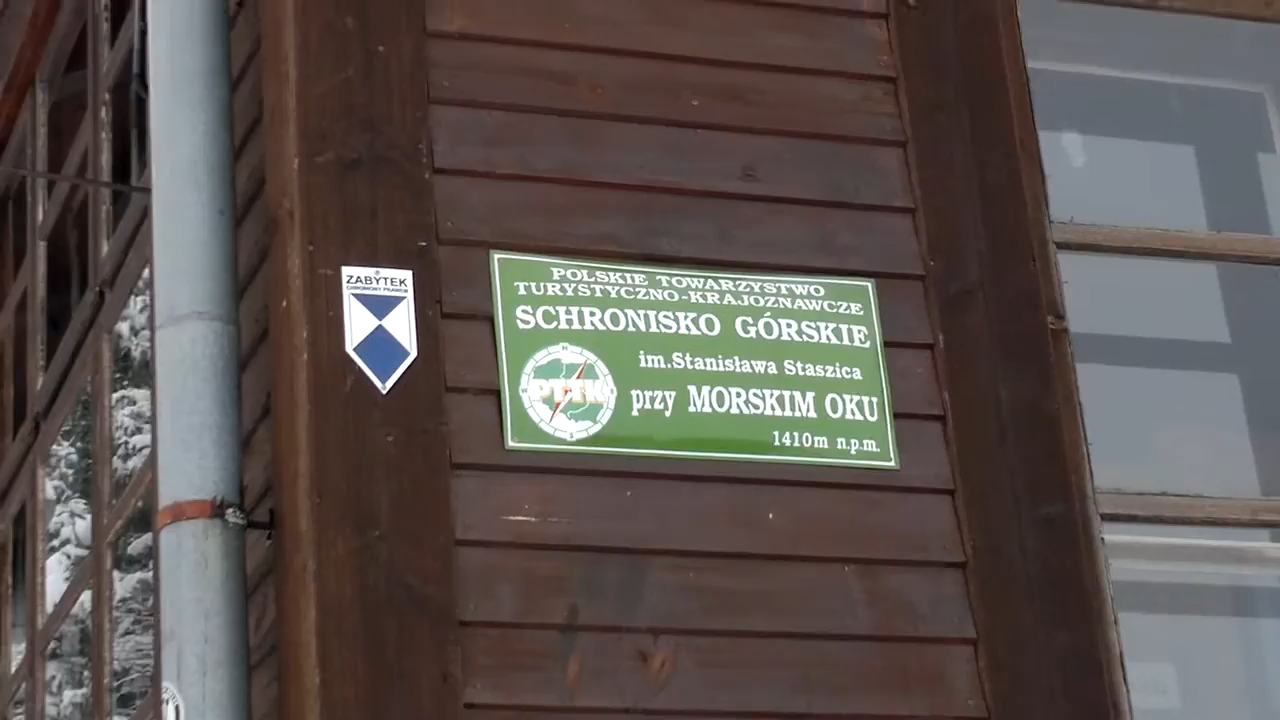 ZABYTEK
CHRONIONY PRAWEM
POLSKIE TOWARZYSTWO
TURYSTYCZNO-KRAJOZNAWCZE
SCHRONISKO GÓRSKIE
im.Stanisława Staszica
PTTK
przy MORSKIM OKU
1410m n.p.m.